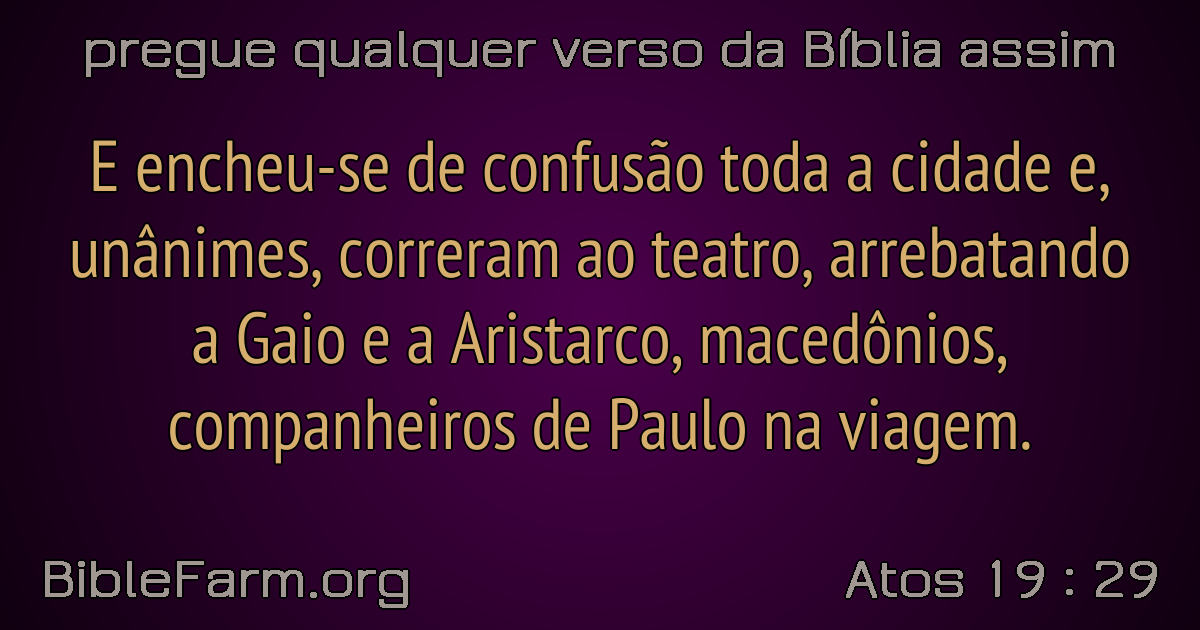 pregue qualquer verso da Bíblia assim
E encheu-se de confusão toda a cidade e,
unânimes, correram ao teatro, arrebatando
a Gaio e a Aristarco, macedônios,
companheiros de Paulo na viagem.
BibleFarm.org
Atos 19 : 29